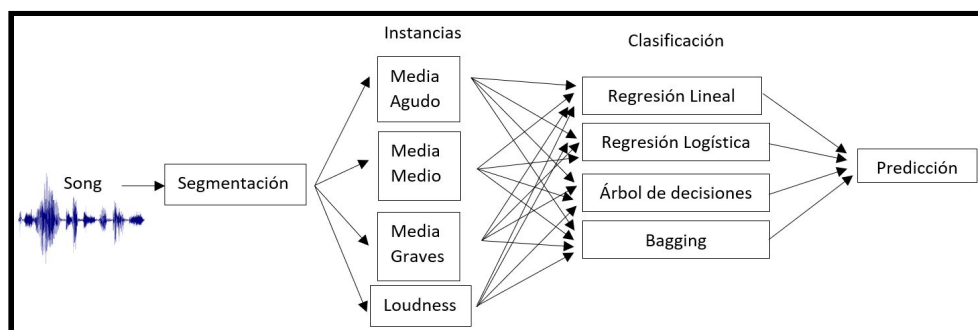 Instancias
Clasificación
Song
Segmentación
Media
Agudo
Media
Medio
Media
Graves
Loudness
Regresión Lineal
Regresión Logística
Árbol de decisiones
Bagging
Predicción